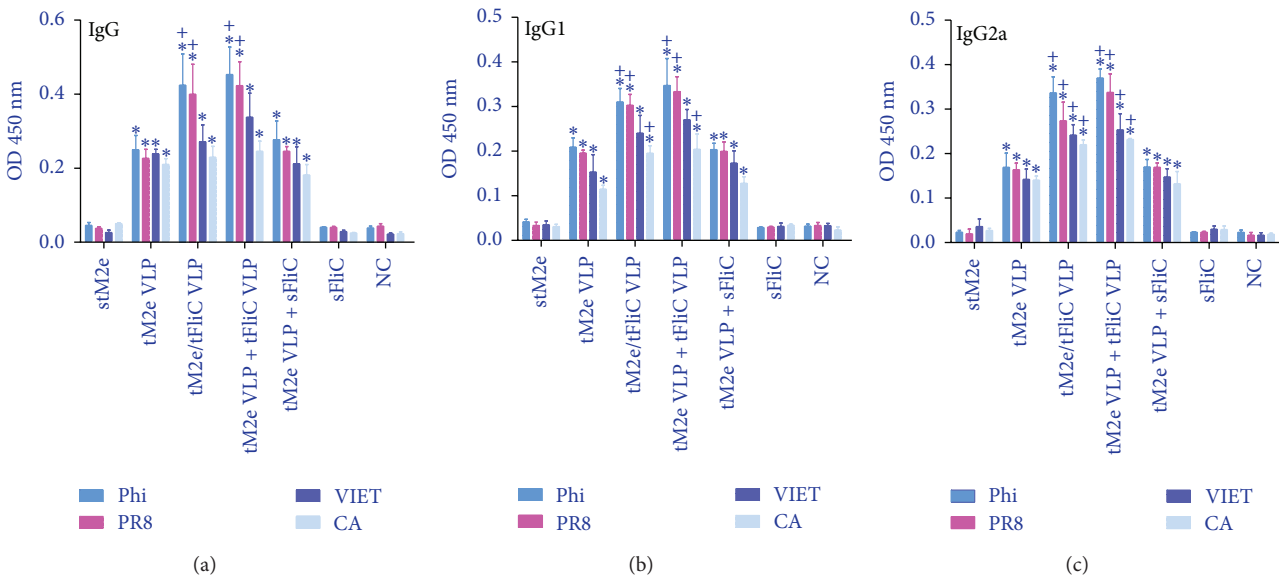 IgG
OD 450 nm
0.6
0.4
0.2
0.0
+ + + +
* * * * * * * * * * * * * * * *
stM2e
tM2e VLP
tM2e/tFliC VLP
tM2e VLP + tFliC VLP
tM2e VLP + sFliC
sFliC
NC
Phi
PR8
VIET
CA
(a)
IgG1
OD 450 nm
0.5
0.4
0.3
0.2
0.1
0.0
+ + + + + +
* * * * * * * * * * * * * * * *
stM2e
tM2e VLP
tM2e/tFliC VLP
tM2e VLP + tFliC VLP
tM2e VLP + sFliC
sFliC
NC
Phi
PR8
VIET
CA
(b)
IgG2a
OD 450 nm
0.5
0.4
0.3
0.2
0.1
0.0
+ + + + + + + +
* * * * * * * * * * * * * * * *
stM2e
tM2e VLP
tM2e/tFliC VLP
tM2e VLP + tFliC VLP
tM2e VLP + sFliC
sFliC
NC
Phi
PR8
VIET
CA
(c)